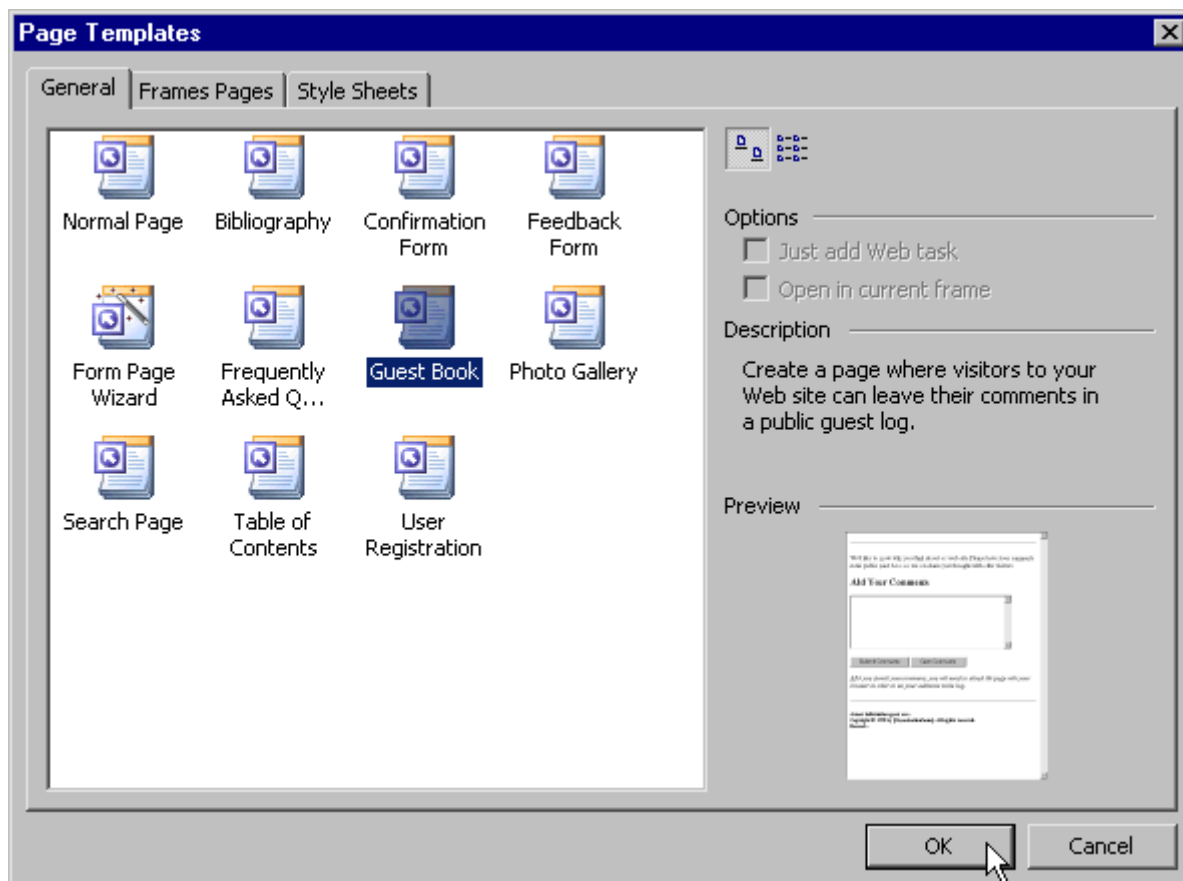 Page Templates
General
Frames Pages
Style Sheets
Normal Page
Bibliography
Confirmation
Form
Feedback
Form
Form Page
Wizard
Frequently
Asked Q...
Guest Book
Photo Gallery
Search Page
Table of
Contents
User
Registration
Options
Just add Web task
Open in current frame
Description
Create a page where visitors to your
Web site can leave their comments in
a public guest log.
Preview
Add Your Comments
OK
Cancel